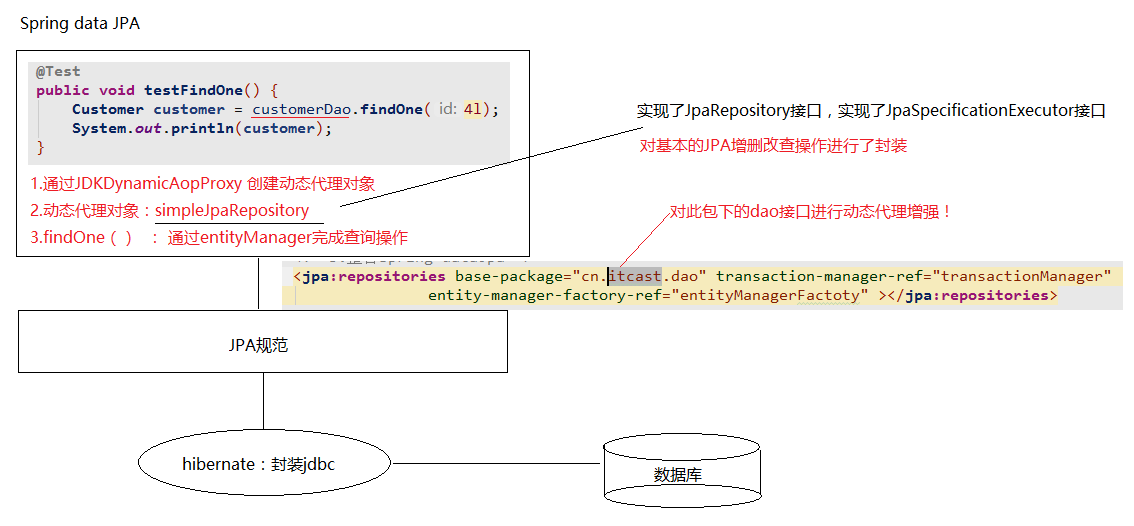 Spring data JPA
@Test
public void testFindOne() {
Customer customer = customerDao.findOne( id: 4l);
System.out.println(customer);
}
1.通过JDKDynamicAopProxy 创建动态代理对象
2.动态代理对象：simpleJpaRepository
3.findOne（ ） ： 通过entityManager完成查询操作
实现了JpaRepository接口，实现了JpaSpecificationExecutor接口
对基本的JPA增删改查操作进行了封装
对此包下的dao接口进行动态代理增强！
<jpa:repositories base-package="cn.itcast.dao" transaction-manager-ref="transactionManager"
entity-manager-factory-ref="entityManagerFactoty" ></jpa:repositories>
JPA规范
hibernate：封装jdbc
数据库